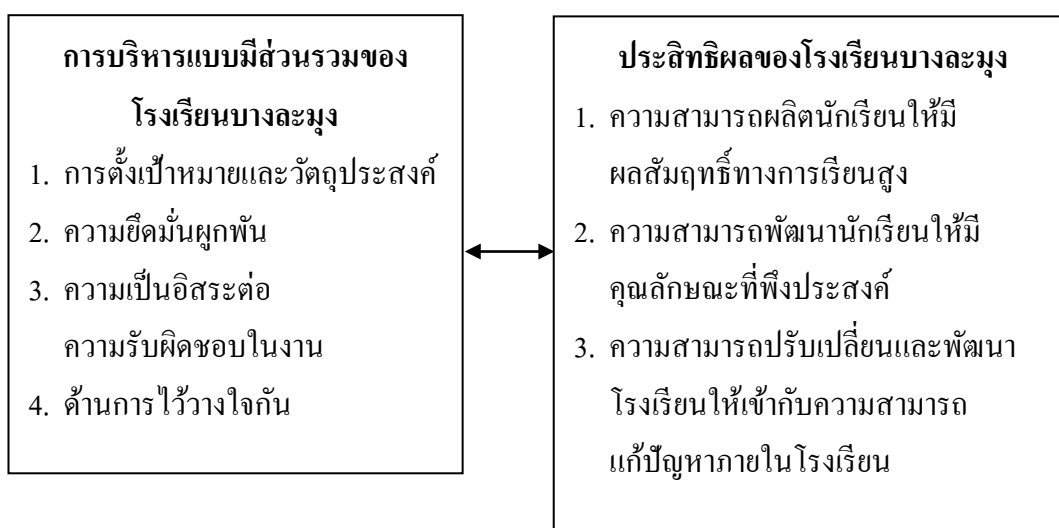 การบริหารแบบมีส่วนรวมของ
โรงเรียนบางละมุง
1. การตั้งเป้าหมายและวัตถุประสงค์
2. ความยึดมั่นผูกพัน
3. ความเป็นอิสระต่อ
ความรับผิดชอบในงาน
4. ด้านการไว้วางใจกัน
ประสิทธิผลของโรงเรียนบางละมุง
1. ความสามารถผลิตนักเรียนให้มี
ผลสัมฤทธิ์ทางการเรียนสูง
2. ความสามารถพัฒนานักเรียนให้มี
คุณลักษณะที่พึงประสงค์
3. ความสามารถปรับเปลี่ยนและพัฒนา
โรงเรียนให้เข้ากับความสามารถ
แก้ปัญหาภายในโรงเรียน